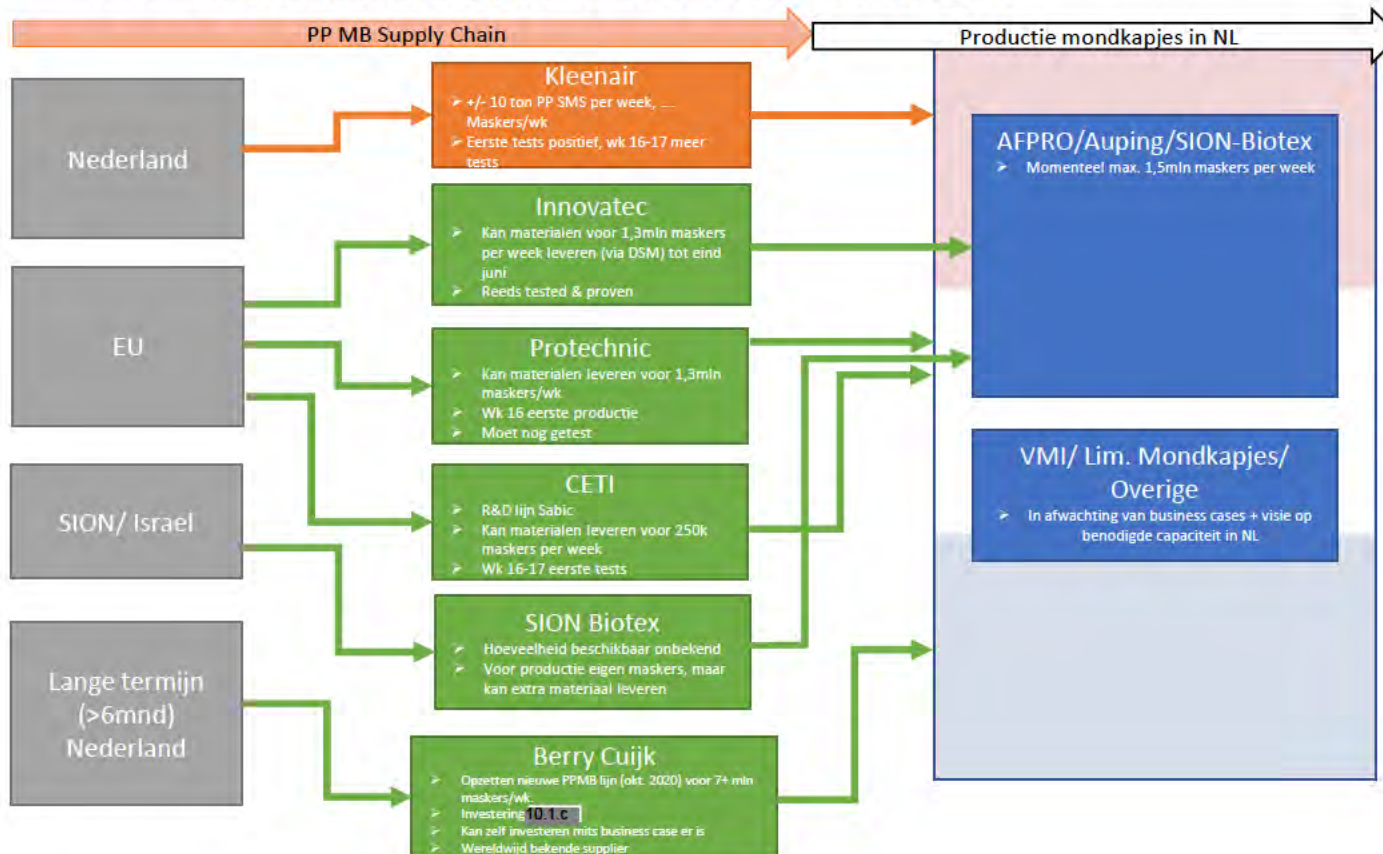 PP MB Supply Chain
Productie mondkapjes in NL
Nederland
EU
SION/ Israel
Lange termijn
(>6mnd)
Nederland
Kleenair
➢ +/- 10 ton PP SMS per week, ....
Maskers/wk
➢ Eerste tests positief, wk 16-17 meer
tests
Innovatec
➢ Kan materialen voor 1,3mln maskers
per week leveren (via DSM) tot eind
juni
➢ Reeds tested & proven
Protechnic
➢ Kan materialen leveren voor 1,3mln
maskers/wk
➢ Wk 16 eerste productie
➢ Moet nog getest
CETI
➢ R&D lijn Sabic
➢ Kan materialen leveren voor 250k
maskers per week
➢ Wk 16-17 eerste tests
SION Biotex
➢ Hoeveelheid beschikbaar onbekend
➢ Voor productie eigen maskers, maar
kan extra materiaal leveren
Berry Cuijk
➢ Opzetten nieuwe PPMB lijn (okt. 2020) voor 7+ mln
maskers/wk.
➢ Investering 10.1.c
➢ Kan zelf investeren mits business case er is
➢ Wereldwijd bekende supplier
AFPRO/Auping/SION-Biotex
➢ Momenteel max. 1,5mln maskers per week
VMI/ Lim. Mondkapjes/
Overige
➢ In afwachting van business cases + visie op
benodigde capaciteit in NL